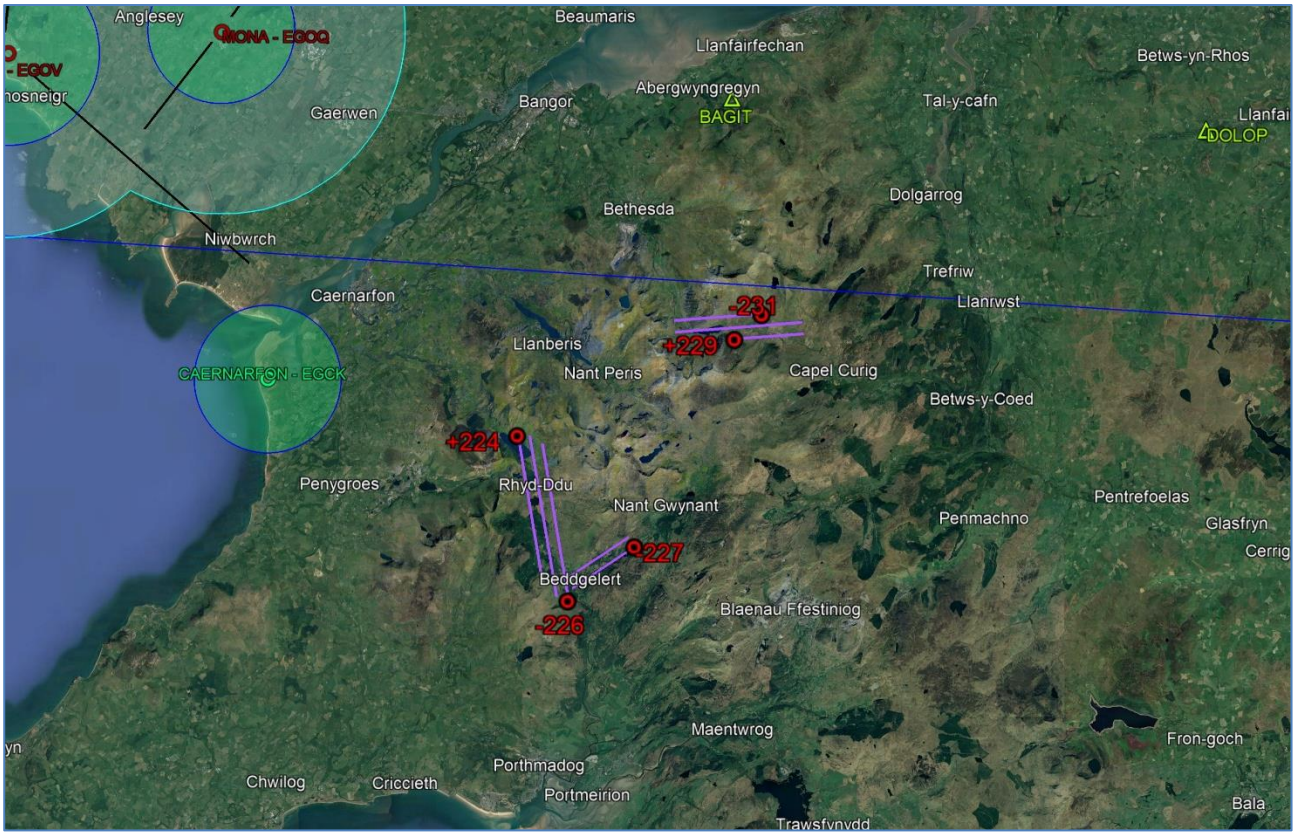 Anglesey
Beaumaris
MONA - EGOQ
Llanfairfechan
Betws-yn-Rhos
- EGOV
hosneigr
Abergwyngregyn
Bangor
Tal-y-cafn
Gaerwen
BAGIT
Llanfai
DOLOP
Dolgarrog
Bethesda
Niwbwrch
Trefriw
Caernarfon
Llanrwst
-231
Llanberis
+229
CAERNARFON - EGCK
Nant Peris
Capel Curig
Betws-y-Coed
+224
Penygroes
Rhyd-Ddu
Nant Gwynant
Pentrefoelas
Penmachno
Glasfryn
-227
Cerrig
Beddgelert
Blaenau Ffestiniog
-226
Maentwrog
Fron-goch
yn
Porthmadog
Chwilog
Criccieth
Portmeirion
Bala
Trawsfynydd